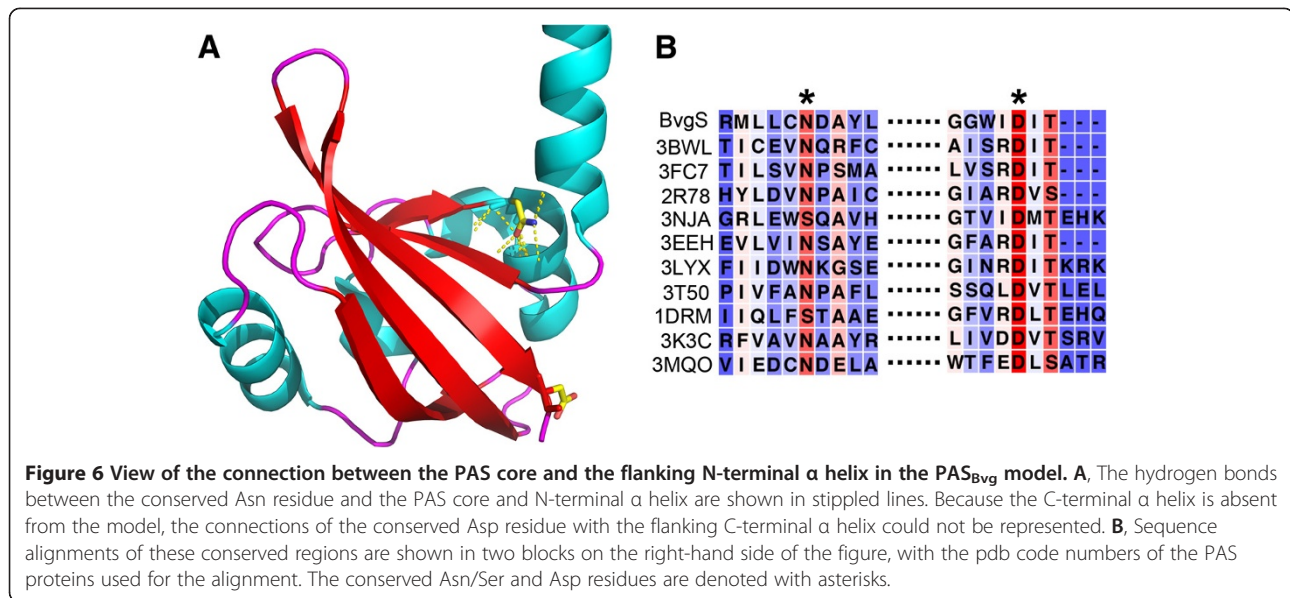 A
B
* *
BvgS RMLLCNDAYL ······ GGWIDIT---
3BWL TICEVNQRFC ······ AISRDIT---
3FC7 TILSVNPSMA ······ LVSRDIT---
2R78 HYLDVNPAIC ······ GIARDVS---
3NJA GRLEWSQAVH ······ GTVIDMTEHK
3EEH EVLVINSAYE ······ GFARDIT---
3LYX FIIDWNKGSE ······ GINRDITKRK
3T50 PIVFANPAFL ······ SSQLDVTLEL
1DRM IIQLFSTAAE ······ GFVRDLTEHQ
3K3C RFVAVNAAYR ······ LIVDDVTSRV
3MQO VIEDCNDELA ······ WTFEDLSATR
Figure 6 View of the connection between the PAS core and the flanking N-terminal α helix in the PASBvg model. A, The hydrogen bonds
between the conserved Asn residue and the PAS core and N-terminal α helix are shown in stippled lines. Because the C-terminal α helix is absent
from the model, the connections of the conserved Asp residue with the flanking C-terminal α helix could not be represented. B, Sequence
alignments of these conserved regions are shown in two blocks on the right-hand side of the figure, with the pdb code numbers of the PAS
proteins used for the alignment. The conserved Asn/Ser and Asp residues are denoted with asterisks.